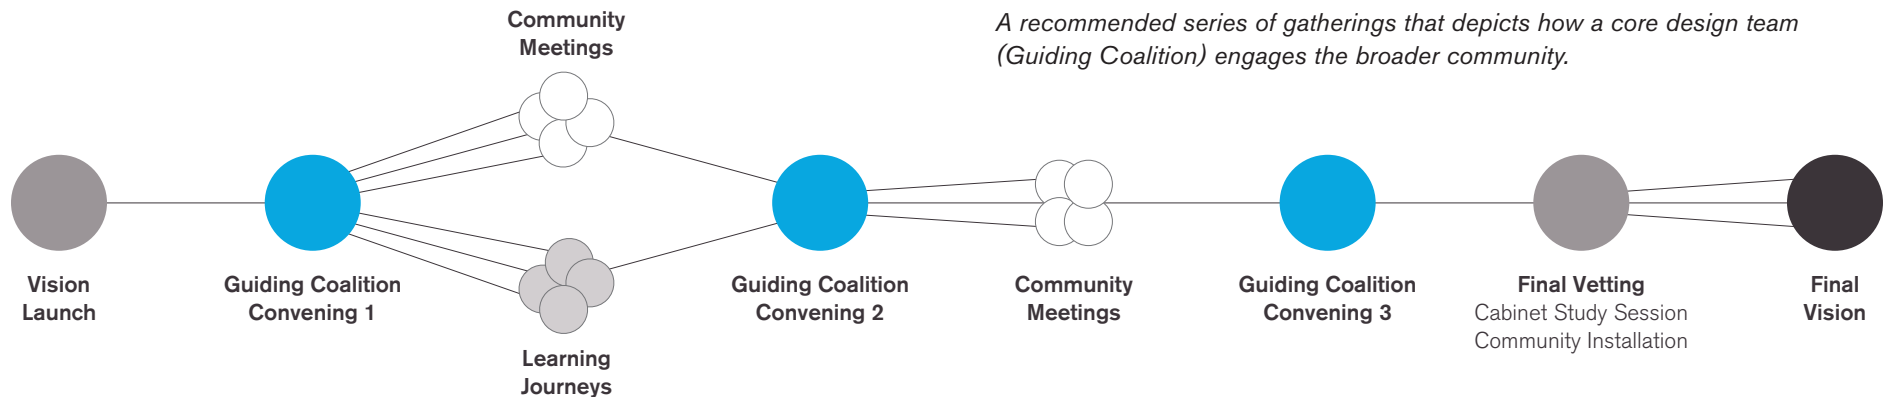 Community
Meetings
A recommended series of gatherings that depicts how a core design team
(Guiding Coalition) engages the broader community.
Vision
Launch
Guiding Coalition
Convening 1
Learning
Journeys
Guiding Coalition
Convening 2
Community
Meetings
Guiding Coalition
Convening 3
Final Vetting
Cabinet Study Session
Community Installation
Final
Vision